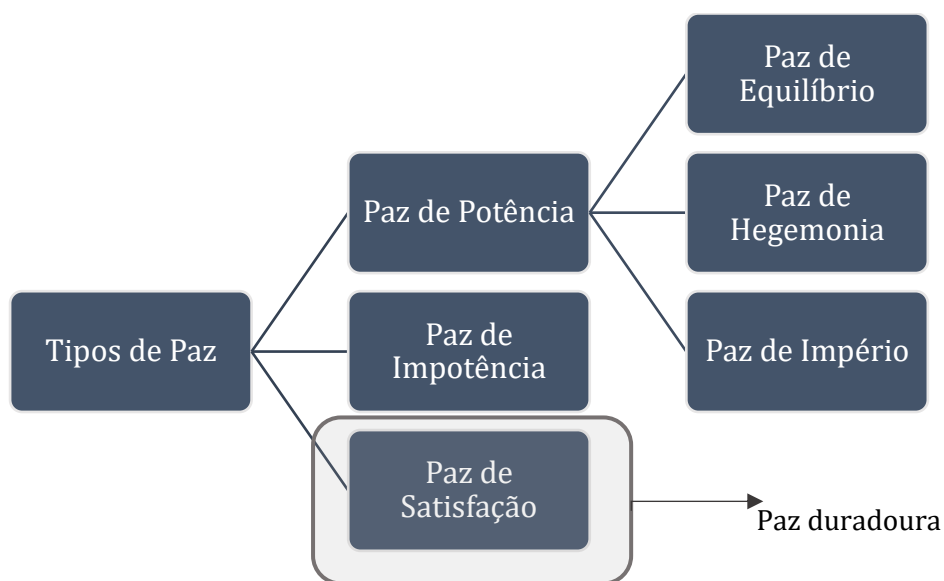 Tipos de Paz
Paz de Potência
Paz de
Impotência
Paz de
Satisfação
Paz de
Equilíbrio
Paz de
Hegemonia
Paz de Império
Paz duradoura